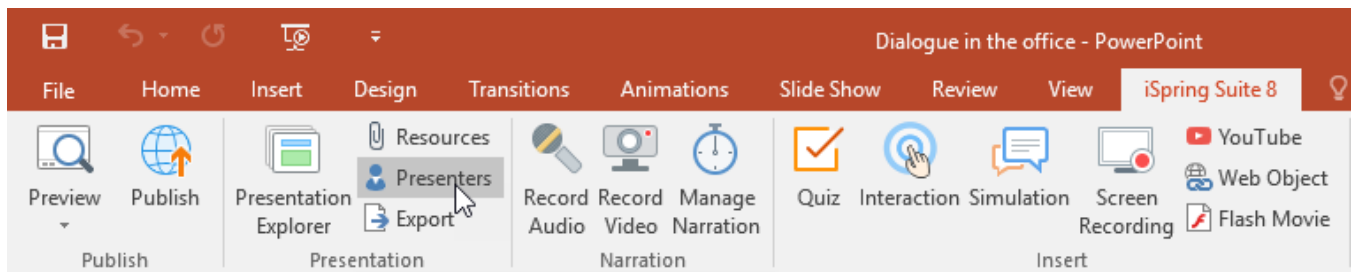 Dialogue in the office - PowerPoint
File Home Insert Design Transitions Animations Slide Show Review View iSpring Suite 8
Preview
Publish
Presentation
Explorer
Resources
Presenters
Export
Record
Audio
Record
Video
Manage
Narration
Quiz
Interaction
Simulation
Screen
Recording
YouTube
Web Object
Flash Movie
Publish
Presentation
Narration
Insert